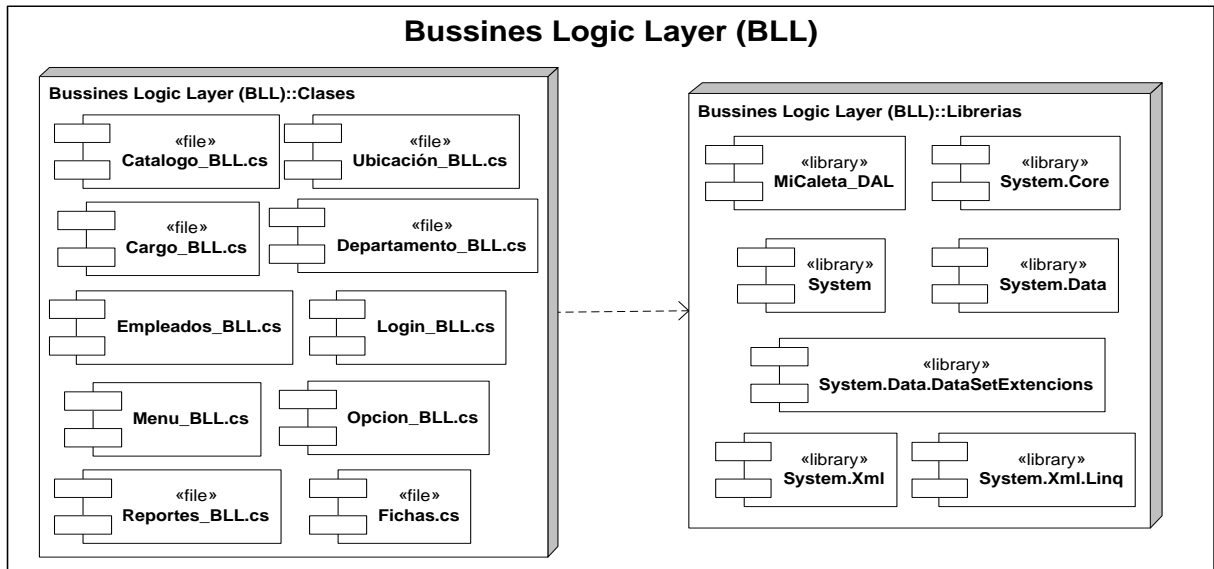 Bussines Logic Layer (BLL)
Bussines Logic Layer (BLL)::Clases
«file»
Catalogo_BLL.cs
«file»
Ubicación_BLL.cs
«file»
Cargo_BLL.cs
«file»
Departamento_BLL.cs
Empleados_BLL.cs
Login_BLL.cs
Menu_BLL.cs
Opcion_BLL.cs
«file»
Reportes_BLL.cs
«file»
Fichas.cs
Bussines Logic Layer (BLL)::Librerias
«library»
MiCaleta_DAL
«library»
System.Core
«library»
System
«library»
System.Data
«library»
System.Data.DataSetExtencions
«library»
System.Xml
«library»
System.Xml.Linq